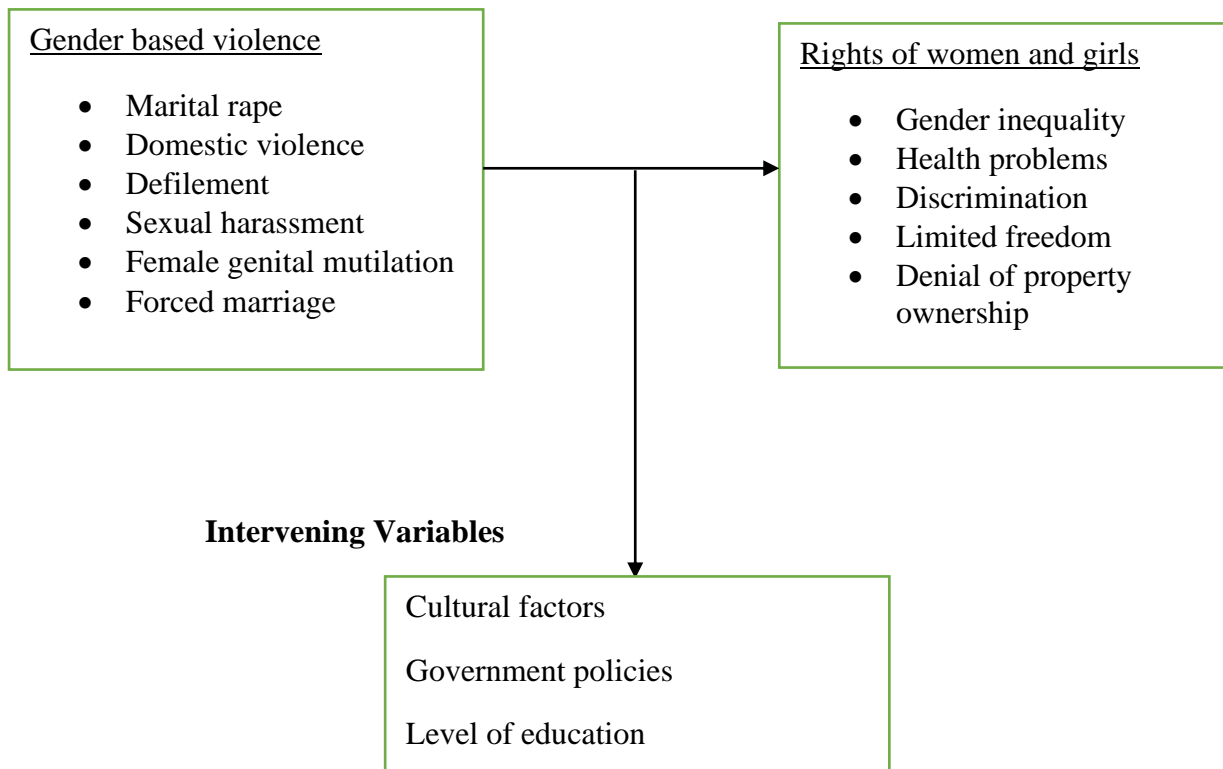 Gender based violence
• Marital rape
• Domestic violence
• Defilement
• Sexual harassment
• Female genital mutilation
• Forced marriage
Rights of women and girls
• Gender inequality
• Health problems
• Discrimination
• Limited freedom
• Denial of property
ownership
Intervening Variables
Cultural factors
Government policies
Level of education